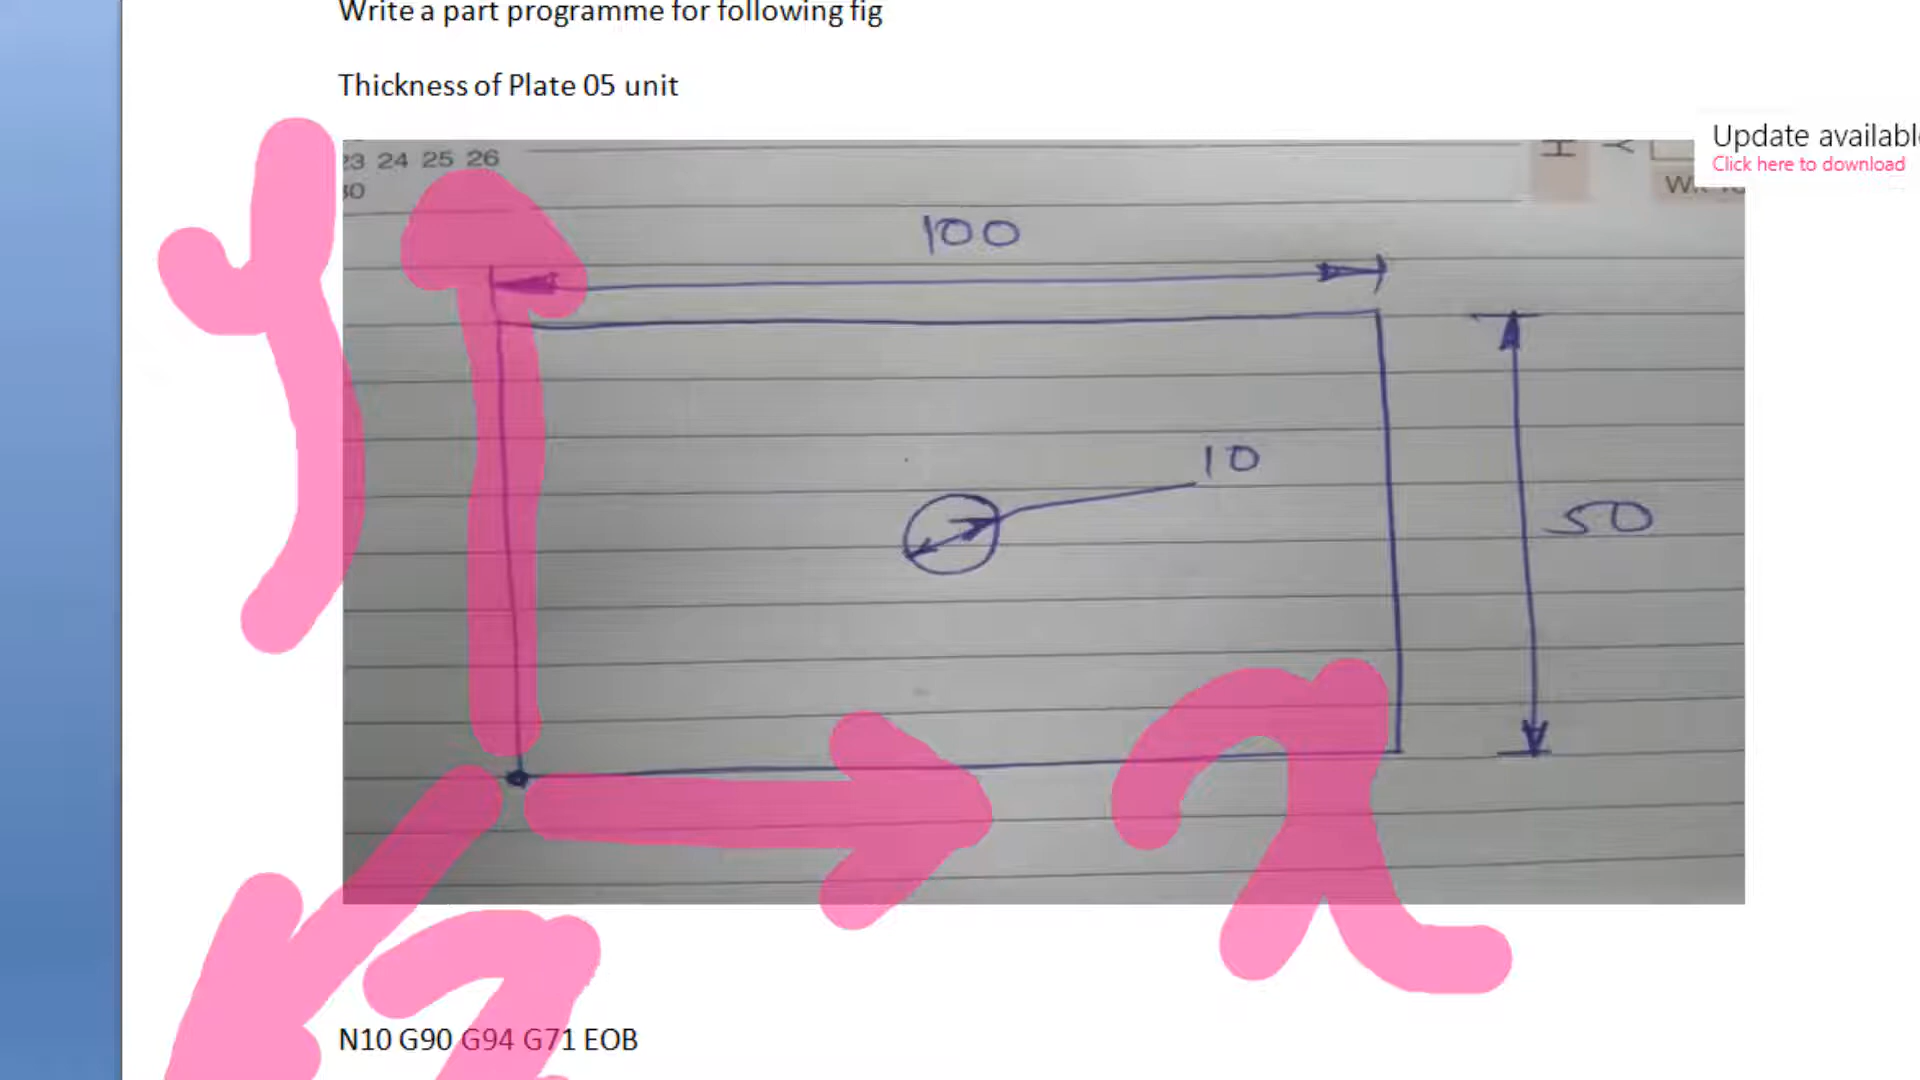 Write a part programme for following fig
Thickness of Plate 05 unit
Update available
Click here to download
23 24 25 26
30
H Y
100
10
50
y
x
z
N10 G90 G94 G71 EOB